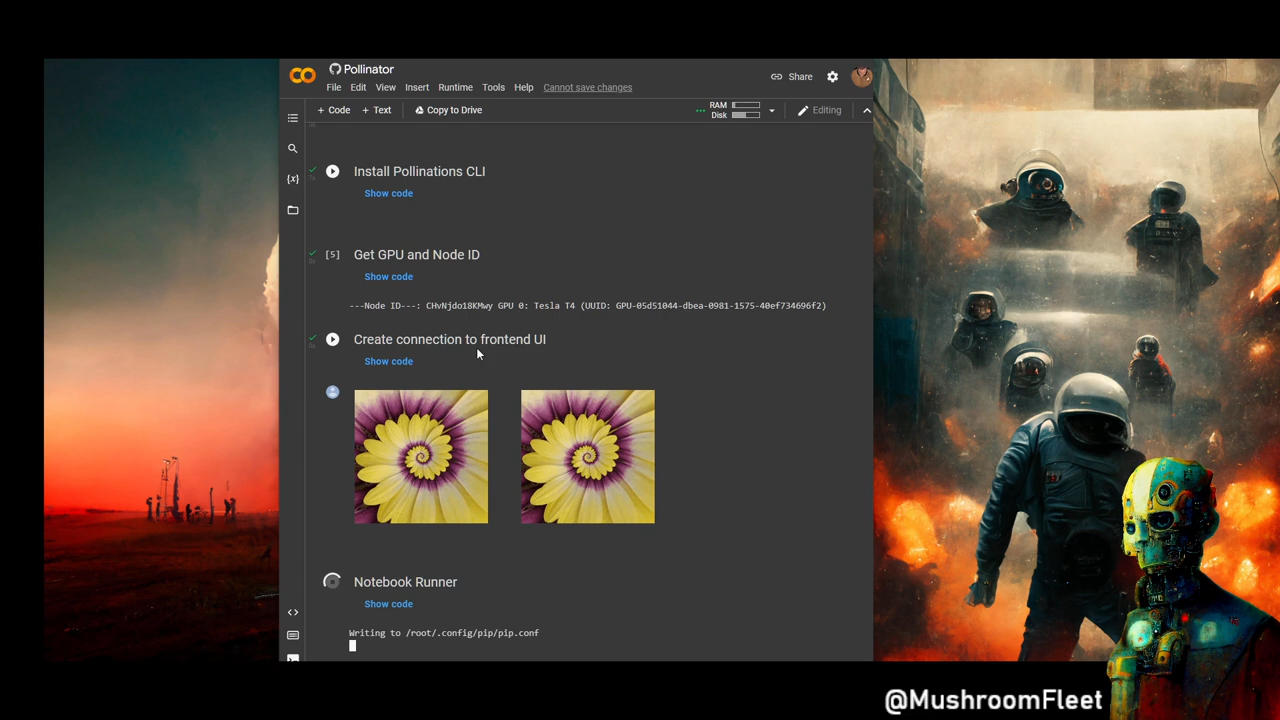 Pollinator
Share
File Edit View Insert Runtime Tools Help Cannot save changes
+ Code + Text Copy to Drive
RAM
Disk
Editing
Install Pollinations CLI
Show code
[5] Get GPU and Node ID
Show code
---Node ID---: CHvNjdo18KMwy GPU 0: Tesla T4 (UUID: GPU-05d51044-dbea-0981-1575-40ef734696f2)
Create connection to frontend UI
Show code
Notebook Runner
Show code
Writing to /root/.config/pip/pip.conf
@MushroomFleet